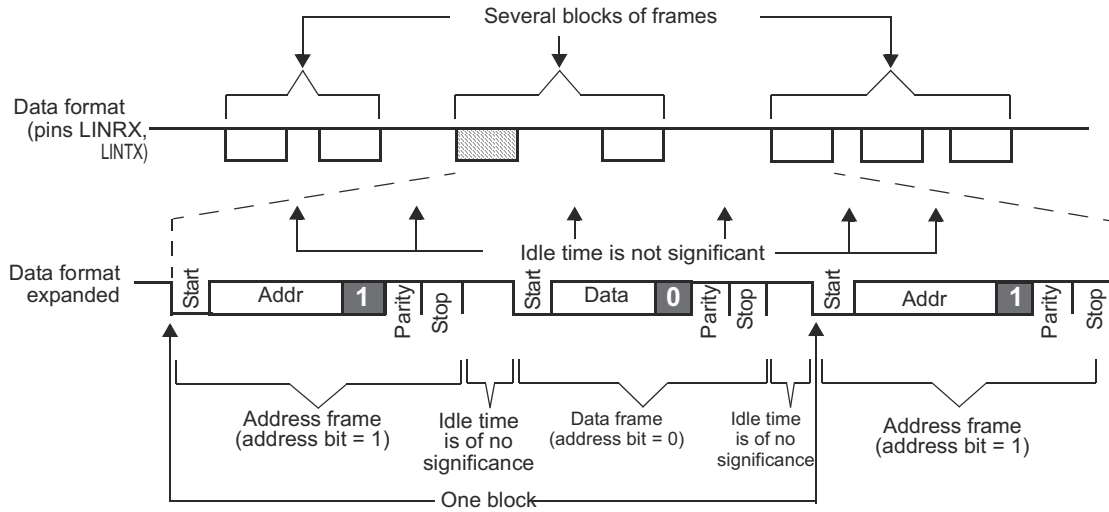 Several blocks of frames
Data format
(pins LINRX,
LINTX)
Idle time is not significant
Data format
expanded
Start
Addr
1
Parity
Stop
Start
Data
0
Parity
Stop
Start
Addr
1
Parity
Stop
Address frame
(address bit = 1)
Idle time
is of no
significance
Data frame
(address bit = 0)
Idle time
is of no
significance
Address frame
(address bit = 1)
One block